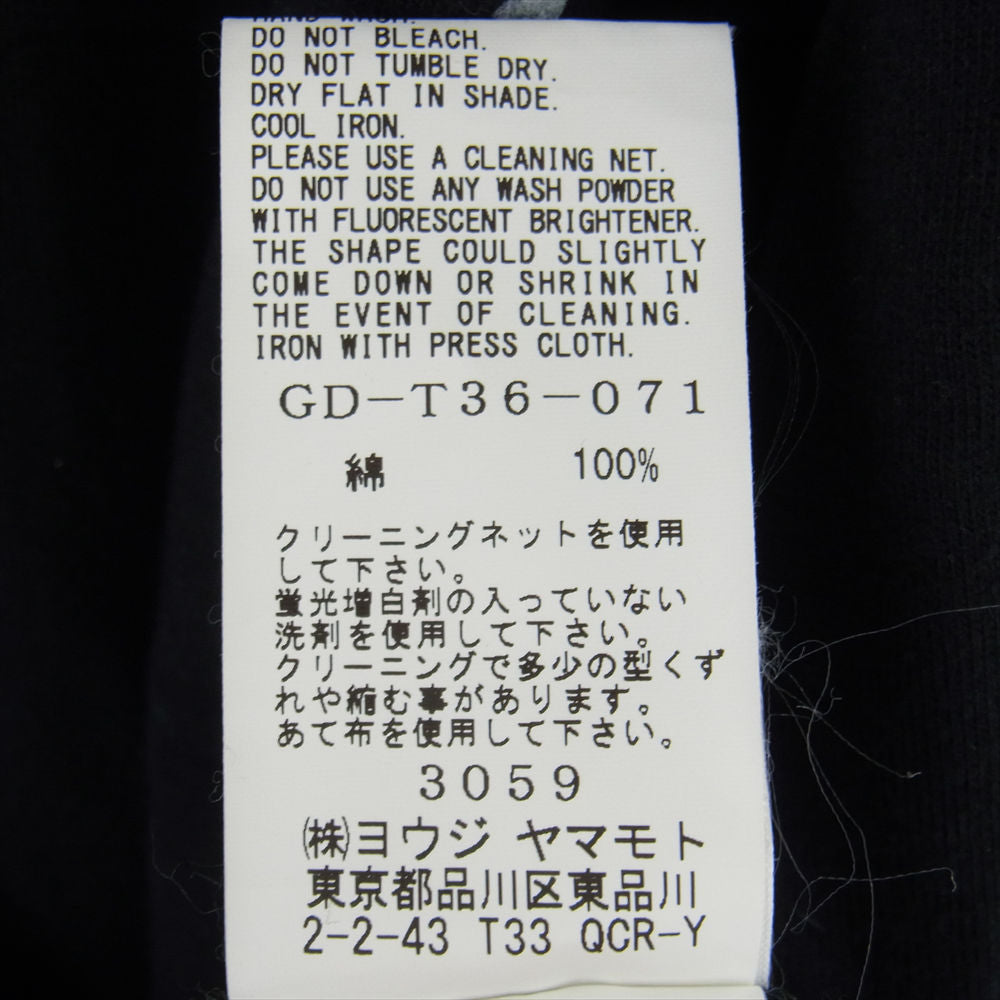 HAND WASH.
DO NOT BLEACH.
DO NOT TUMBLE DRY.
DRY FLAT IN SHADE.
COOL IRON.
PLEASE USE A CLEANING NET.
DO NOT USE ANY WASH POWDER
WITH FLUORESCENT BRIGHTENER.
THE SHAPE COULD SLIGHTLY
COME DOWN OR SHRINK IN
THE EVENT OF CLEANING.
IRON WITH PRESS CLOTH.
GD-T36-071
綿 100%
クリーニングネットを使用
して下さい。
蛍光増白剤の入っていない
洗剤を使用して下さい。
クリーニングで多少の型くず
れや縮む事があります。
あて布を使用して下さい。
3059
(株)ヨウジ ヤマモト
東京都品川区東品川
2-2-43 T33 QCR-Y